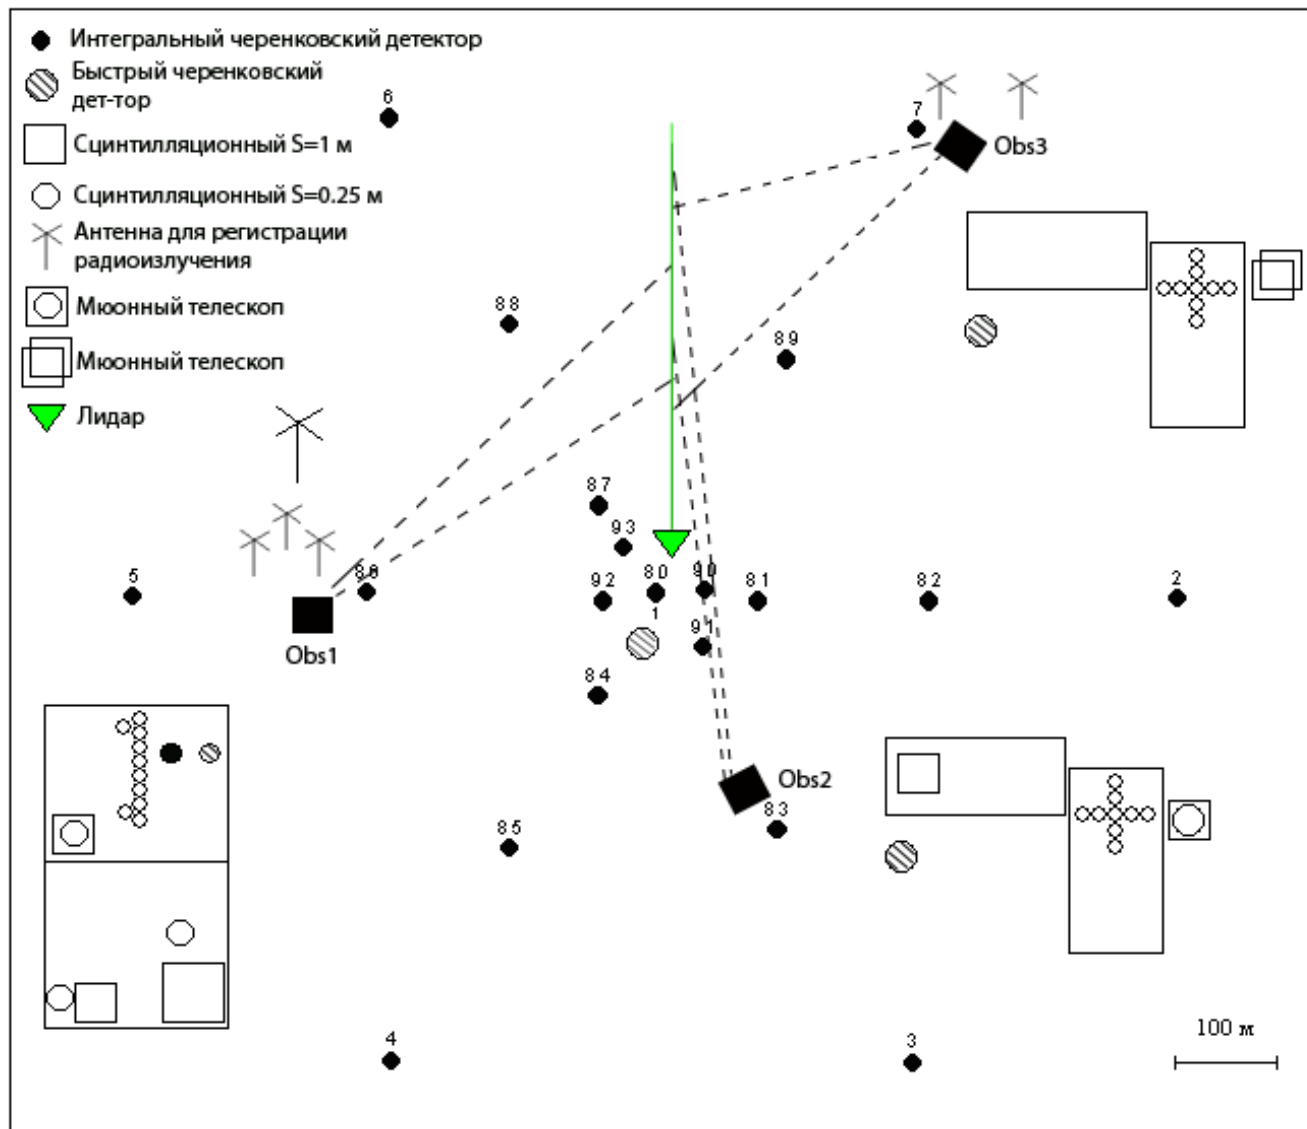 Интегральный черенковский детектор
Быстрый черенковский
дет-тор
Сцинтилляционный S=1 м
Сцинтилляционный S=0.25 м
Антенна для регистрации
радиоизлучения
Мюонный телескоп
Мюонный телескоп
Лидар
6
7
Obs3
88
89
87
93
5
86
92
80
90
81
82
2
1
91
Obs1
84
Obs2
83
85
4
3
100 м